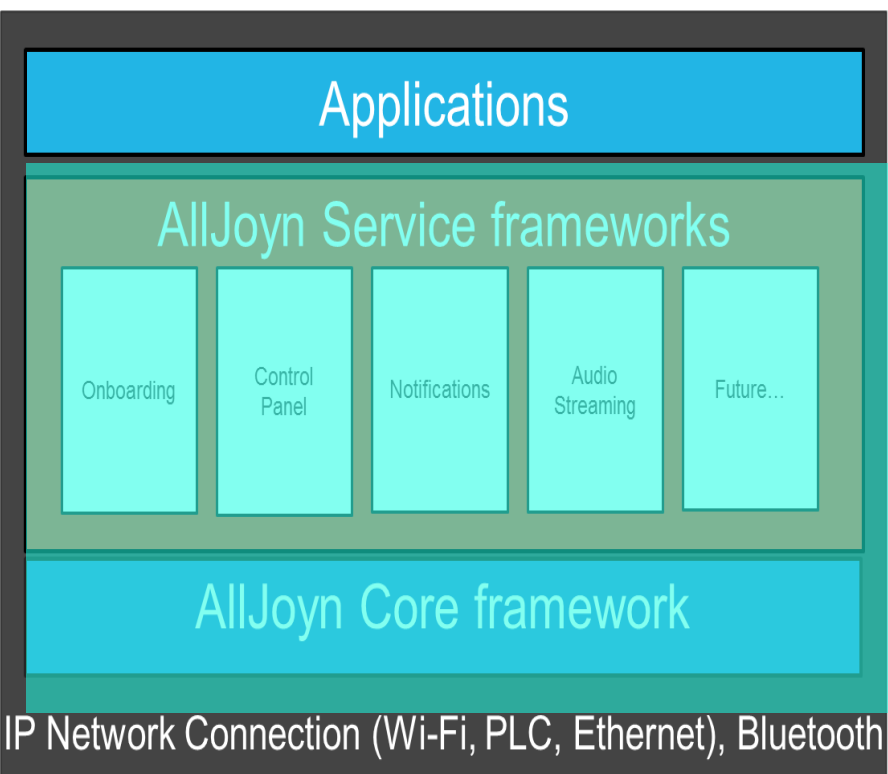 Applications
AllJoyn Service frameworks
Onboarding
Control
Panel
Notifications
Audio
Streaming
Future…
AllJoyn Core framework
IP Network Connection (Wi-Fi, PLC, Ethernet), Bluetooth